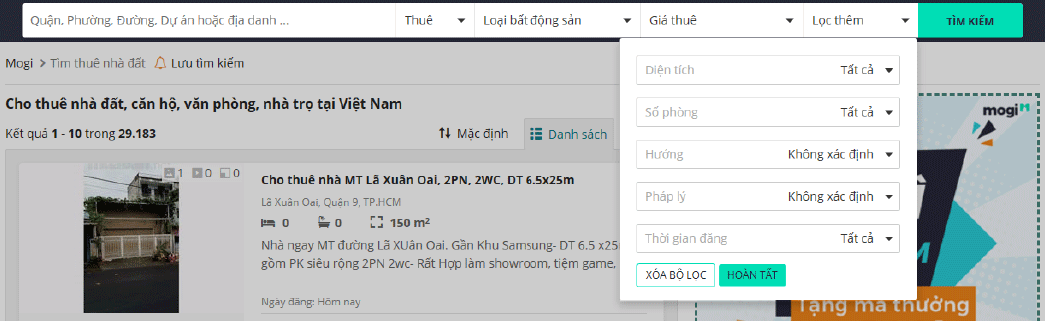 Quận, Phường, Đường, Dự án hoặc địa danh ... Thuê Loại bất động sản Giá thuê Lọc thêm TÌM KIẾM
Mogi > Tìm thuê nhà đất Lưu tìm kiếm
Cho thuê nhà đất, căn hộ, văn phòng, nhà trọ tại Việt Nam
Kết quả 1 - 10 trong 29.183 Mặc định Danh sách
1 0 0
Cho thuê nhà MT Lã Xuân Oai, 2PN, 2WC, DT 6.5x25m
Lã Xuân Oai, Quận 9, TP.HCM
0 0 150 m²
Nhà ngay MT đường Lã XUân Oai. Gần Khu Samsung- DT 6.5 x25
gồm PK siêu rộng 2PN 2wc- Rất Hợp làm showroom, tiệm game,
Ngày đăng: Hôm nay
Diện tích Tất cả
Số phòng Tất cả
Hướng Không xác định
Pháp lý Không xác định
Thời gian đăng Tất cả
XÓA BỘ LỌC HOÀN TẤT
mogi
Tặng mã thưởng